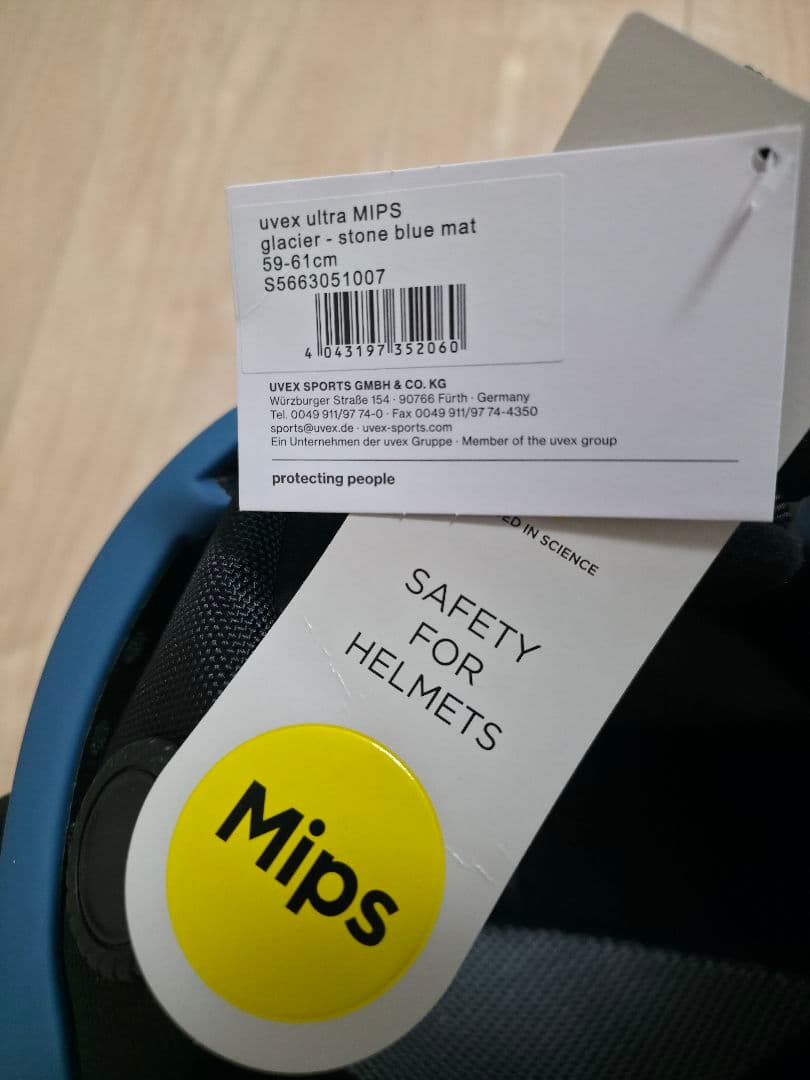 uvex ultra MIPS
glacier - stone blue mat
59-61cm
S5663051007
4 043197 352060
UVEX SPORTS GMBH & CO. KG
Würzburger Straße 154 · 90766 Fürth · Germany
Tel. 0049 911/97 74-0 · Fax 0049 911/97 74-4350
sports@uvex.de · uvex-sports.com
Ein Unternehmen der uvex Gruppe · Member of the uvex group
protecting people
IN SCIENCE
SAFETY
FOR
HELMETS
Mips